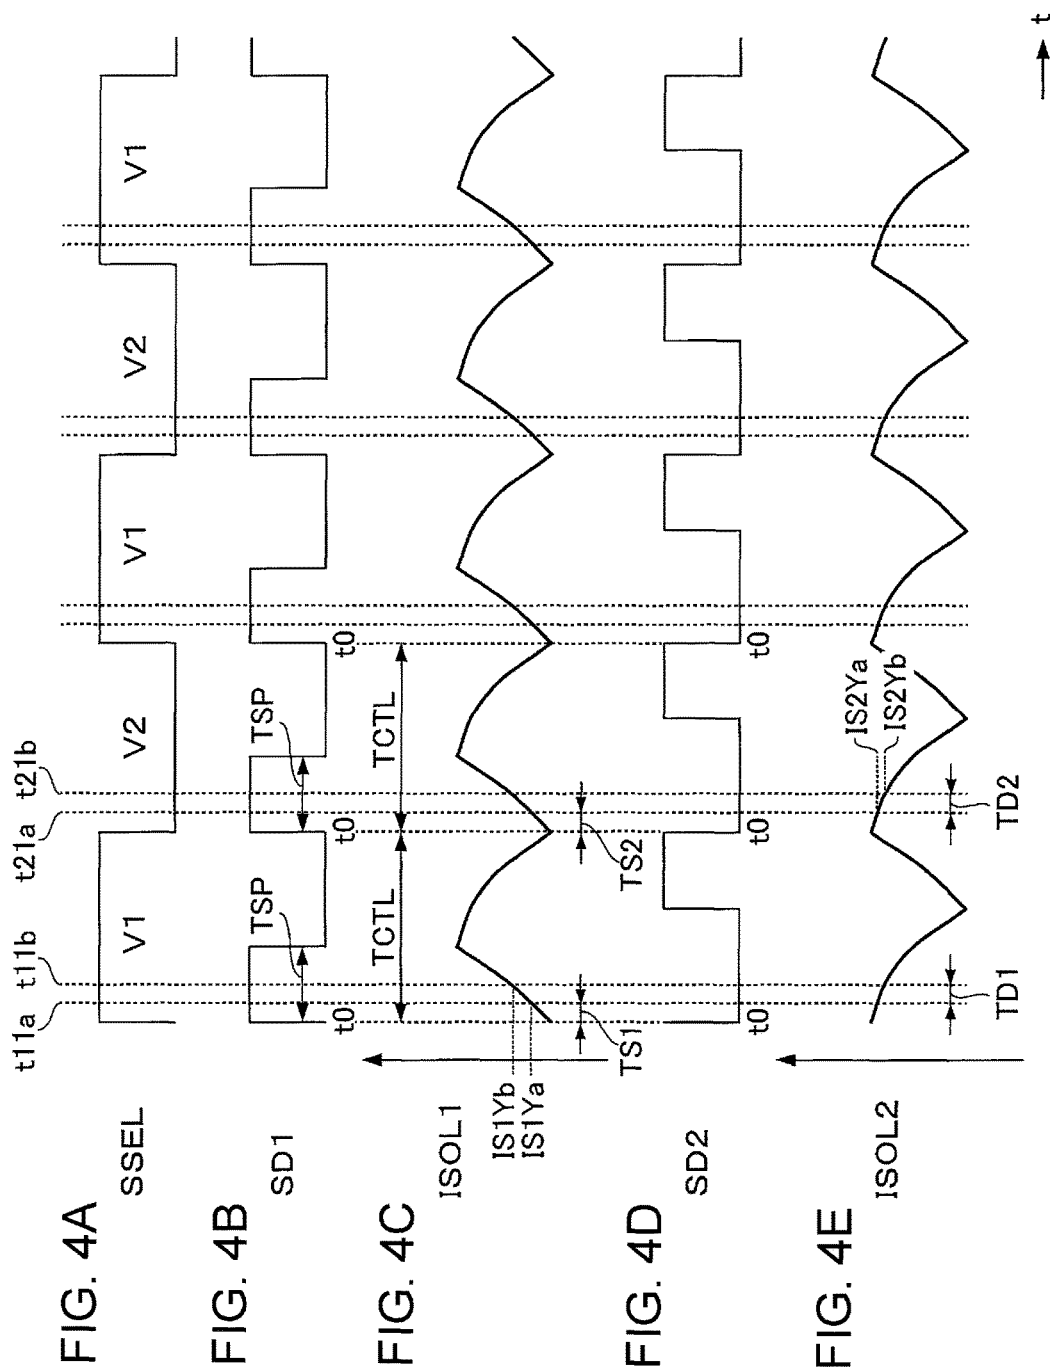 t11a t11b t21a t21b
FIG. 4A
SSEL
V1 V2 V1 V2 V1
FIG. 4B
SD1
TSP TSP
t0 t0 t0
FIG. 4C
ISOL1
TCTL TCTL
IS1Yb
IS1Ya
TS1 TS2
FIG. 4D
SD2
t0 t0 t0
FIG. 4E
ISOL2
IS2Ya
IS2Yb
TD1 TD2
t